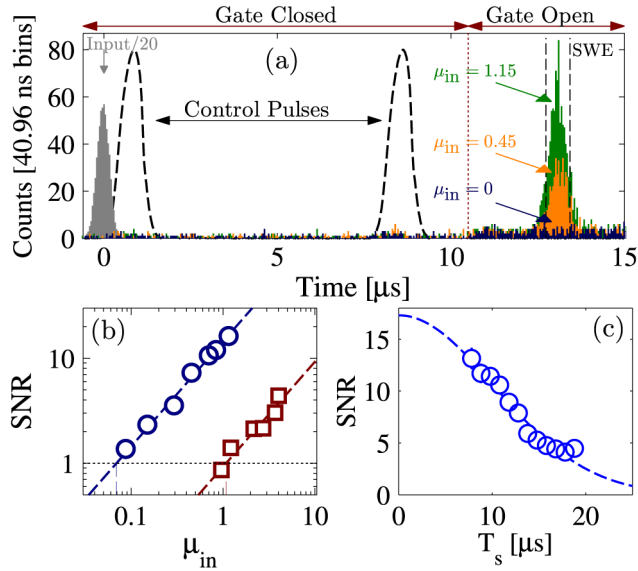 Gate Closed Gate Open
Input/20
(a)
SWE
μin = 1.15
Control Pulses
μin = 0.45
μin = 0
Counts [40.96 ns bins]
80
60
40
20
0
0 5 10 15
Time [μs]
(b)
SNR
10
1
0.1 1 10
μin
(c)
SNR
15
10
5
0
0 10 20
Ts [μs]